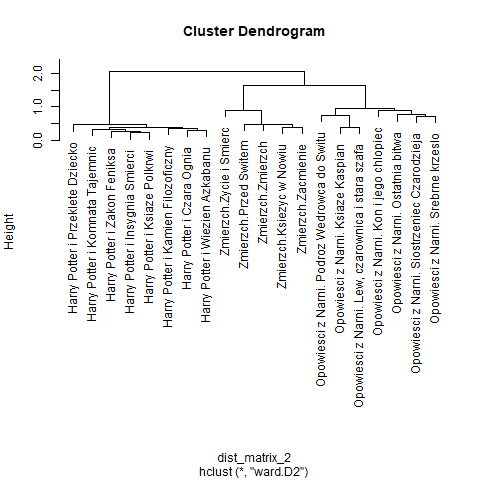 Cluster Dendrogram
Height
0.0
1.0
2.0
Harry Potter i Przeklete Dziecko
Harry Potter i Komnata Tajemnic
Harry Potter i Zakon Feniksa
Harry Potter i Insygnia Smierci
Harry Potter i Ksiaze Polkrwi
Harry Potter i Kamien Filozoficzny
Harry Potter i Czara Ognia
Harry Potter i Wiezien Azkabanu
Zmierzch.Zycie i Smierc
Zmierzch.Przed Switem
Zmierzch.Zmierzch
Zmierzch.Ksiezyc w Nowiu
Zmierzch.Zacmienie
Opowiesci z Narni. Podroz Wedrowca do Switu
Opowiesci z Narni. Ksiaze Kaspian
Opowiesci z Narni. Lew, czarownica i stara szafa
Opowiesci z Narni. Kon i jego chlopiec
Opowiesci z Narni. Ostatnia bitwa
Opowiesci z Narni. Siostrzeniec Czarodzieja
Opowiesci z Narni. Srebrne krzeslo
dist_matrix_2
hclust (*, "ward.D2")